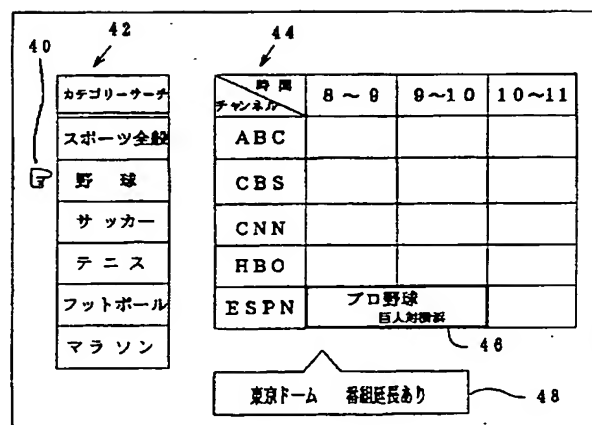 40
42
44
カテゴリーサーチ
スポーツ全般
野 球
サッカー
テニス
フットボール
マラソン
時間
チャンネル
8～9
9～10
10～11
ABC
CBS
CNN
HBO
ESPN
プロ野球
巨人対横浜
46
東京ドーム 番組延長あり
48